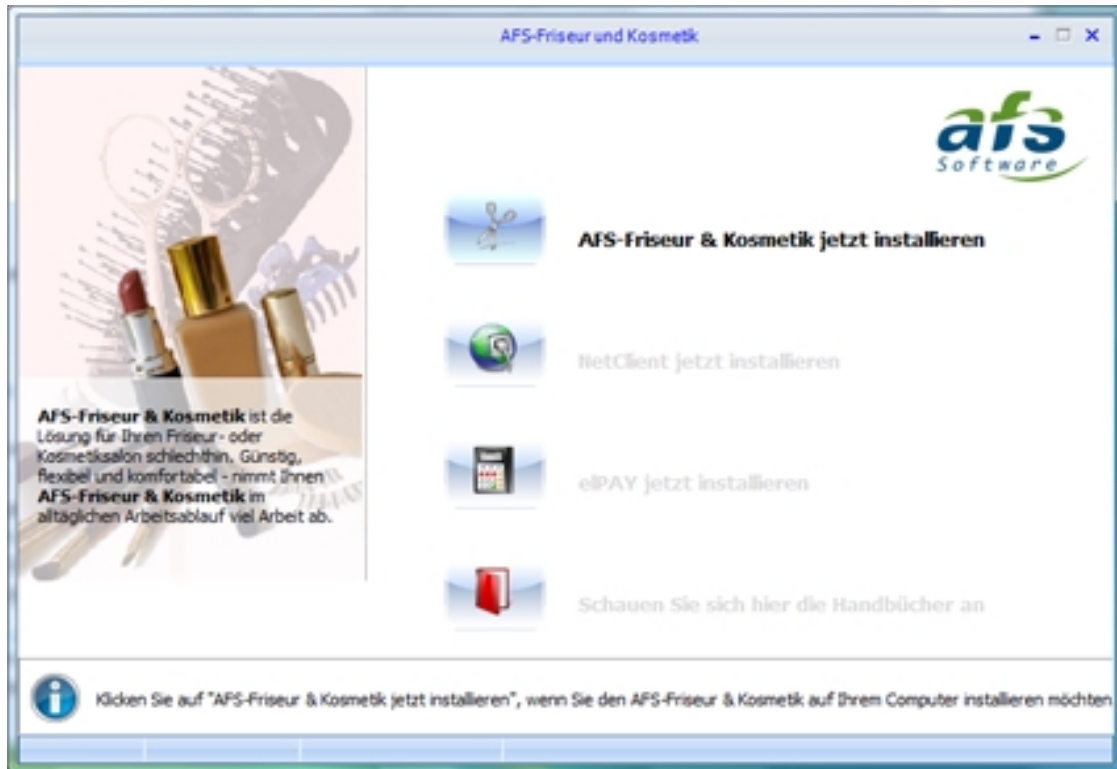 AFS-Friseur und Kosmetik
afs
Software
AFS-Friseur & Kosmetik jetzt installieren
NetClient jetzt installieren
elPAY jetzt installieren
Schauen Sie sich hier die Handbücher an
AFS-Friseur & Kosmetik ist die
Lösung für Ihren Friseur- oder
Kosmetiksalon schlechthin. Günstig,
flexibel und komfortabel - nimmt Ihnen
AFS-Friseur & Kosmetik im
alltäglichen Arbeitsablauf viel Arbeit ab.
Klicken Sie auf "AFS-Friseur & Kosmetik jetzt installieren", wenn Sie den AFS-Friseur & Kosmetik auf Ihrem Computer installieren möchten